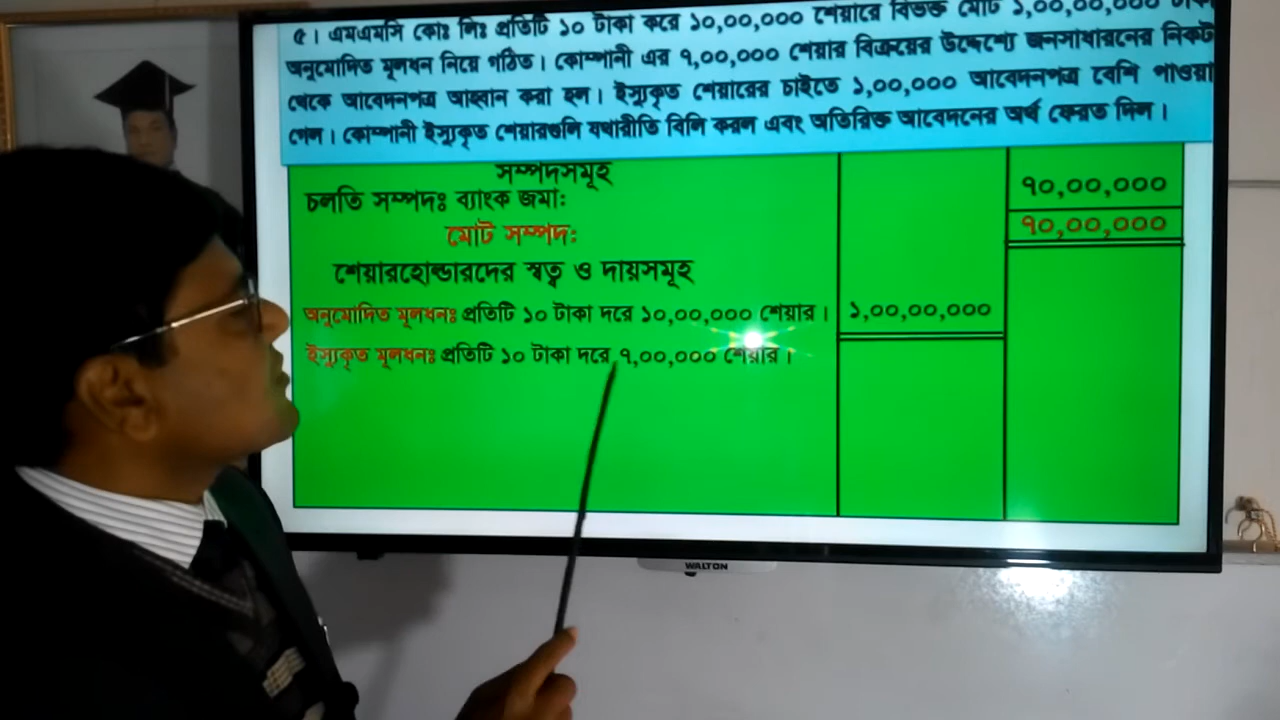 ৫। এমএমসি কোঃ লিঃ প্রতিটি ১০ টাকা করে ১০,০০,০০০ শেয়ারে বিভক্ত মোট ১,০০,০০,০০০ টাকা
অনুমোদিত মূলধন নিয়ে গঠিত। কোম্পানী এর ৭,০০,০০০ শেয়ার বিক্রয়ের উদ্দেশ্যে জনসাধারনের নিকট
থেকে আবেদনপত্র আহবান করা হল। ইস্যুকৃত শেয়ারের চাইতে ১,০০,০০০ আবেদনপত্র বেশি পাওয়া
গেল। কোম্পানী ইস্যুকৃত শেয়ারগুলি যথারীতি বিলি করল এবং অতিরিক্ত আবেদনের অর্থ ফেরত দিল।
সম্পদসমূহ
চলতি সম্পদঃ ব্যাংক জমা: ৭০,০০,০০০
মোট সম্পদ: ৭০,০০,০০০
শেয়ারহোল্ডারদের স্বত্ব ও দায়সমূহ
অনুমোদিত মূলধনঃ প্রতিটি ১০ টাকা দরে ১০,০০,০০০ শেয়ার। ১,০০,০০,০০০
ইস্যুকৃত মূলধনঃ প্রতিটি ১০ টাকা দরে ৭,০০,০০০ শেয়ার।
WALTON